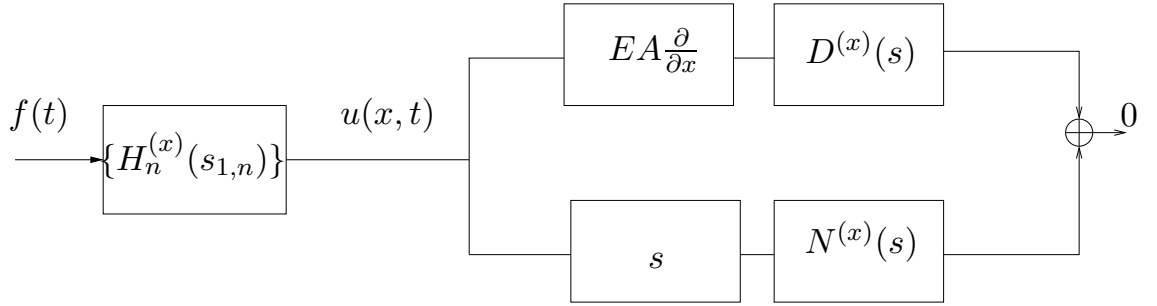 f(t)
{H_n^{(x)}(s_{1,n})}
u(x, t)
EA ∂/∂x
D^{(x)}(s)
0
s
N^{(x)}(s)